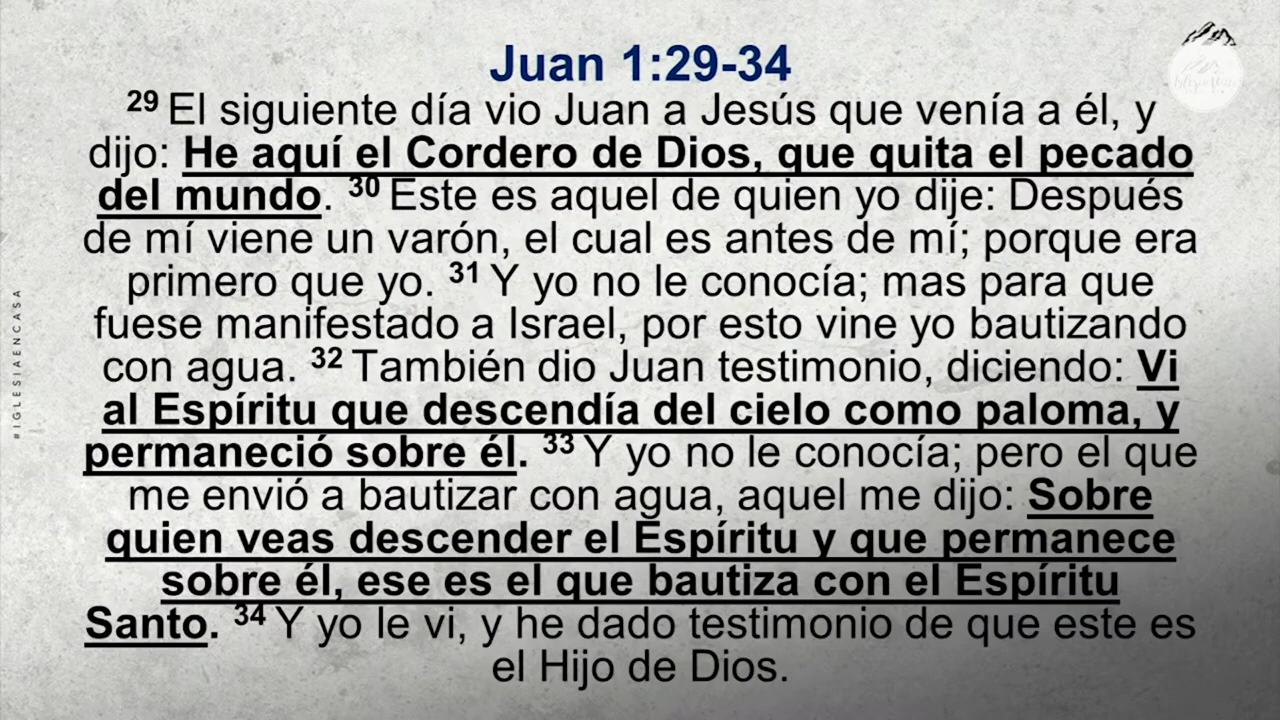 Juan 1:29-34
29 El siguiente día vio Juan a Jesús que venía a él, y
dijo: He aquí el Cordero de Dios, que quita el pecado
del mundo. 30 Este es aquel de quien yo dije: Después
de mí viene un varón, el cual es antes de mí; porque era
primero que yo. 31 Y yo no le conocía; mas para que
fuese manifestado a Israel, por esto vine yo bautizando
con agua. 32 También dio Juan testimonio, diciendo: Vi
al Espíritu que descendía del cielo como paloma, y
permaneció sobre él. 33 Y yo no le conocía; pero el que
me envió a bautizar con agua, aquel me dijo: Sobre
quien veas descender el Espíritu y que permanece
sobre él, ese es el que bautiza con el Espíritu
Santo. 34 Y yo le vi, y he dado testimonio de que este es
el Hijo de Dios.
#IGLESIAENCASA